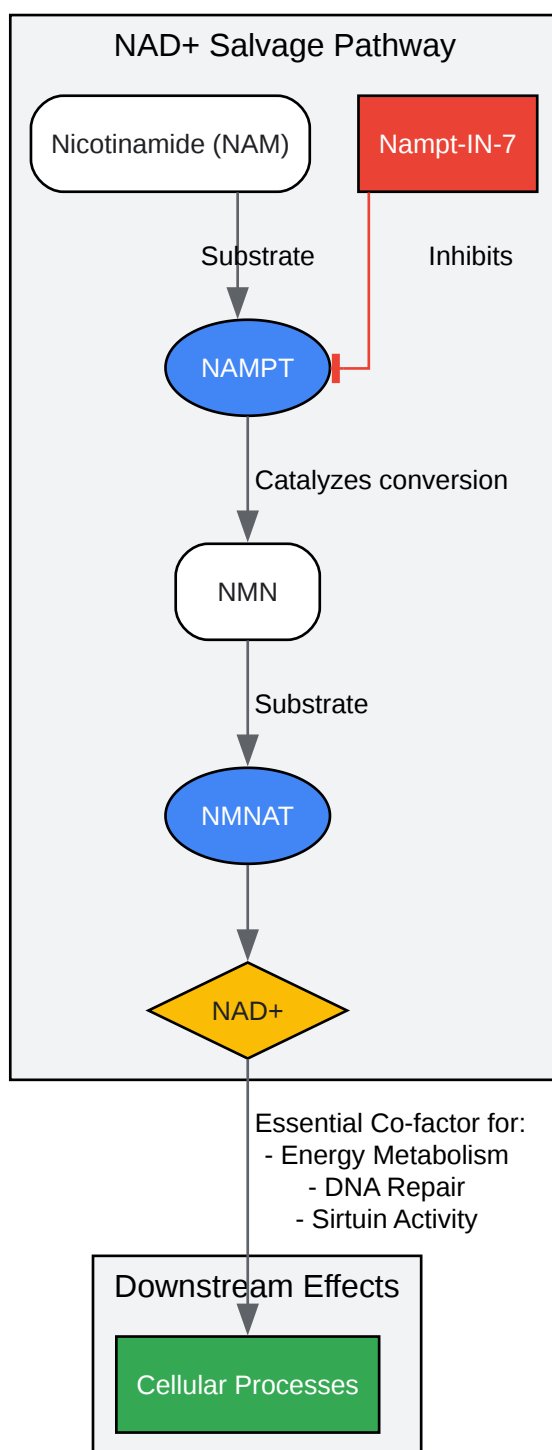 NAD+ Salvage Pathway
Nicotinamide (NAM)
Nampt-IN-7
Substrate
Inhibits
NAMPT
Catalyzes conversion
NMN
Substrate
NMNAT
NAD+
Essential Co-factor for:
- Energy Metabolism
- DNA Repair
- Sirtuin Activity
Downstream Effects
Cellular Processes